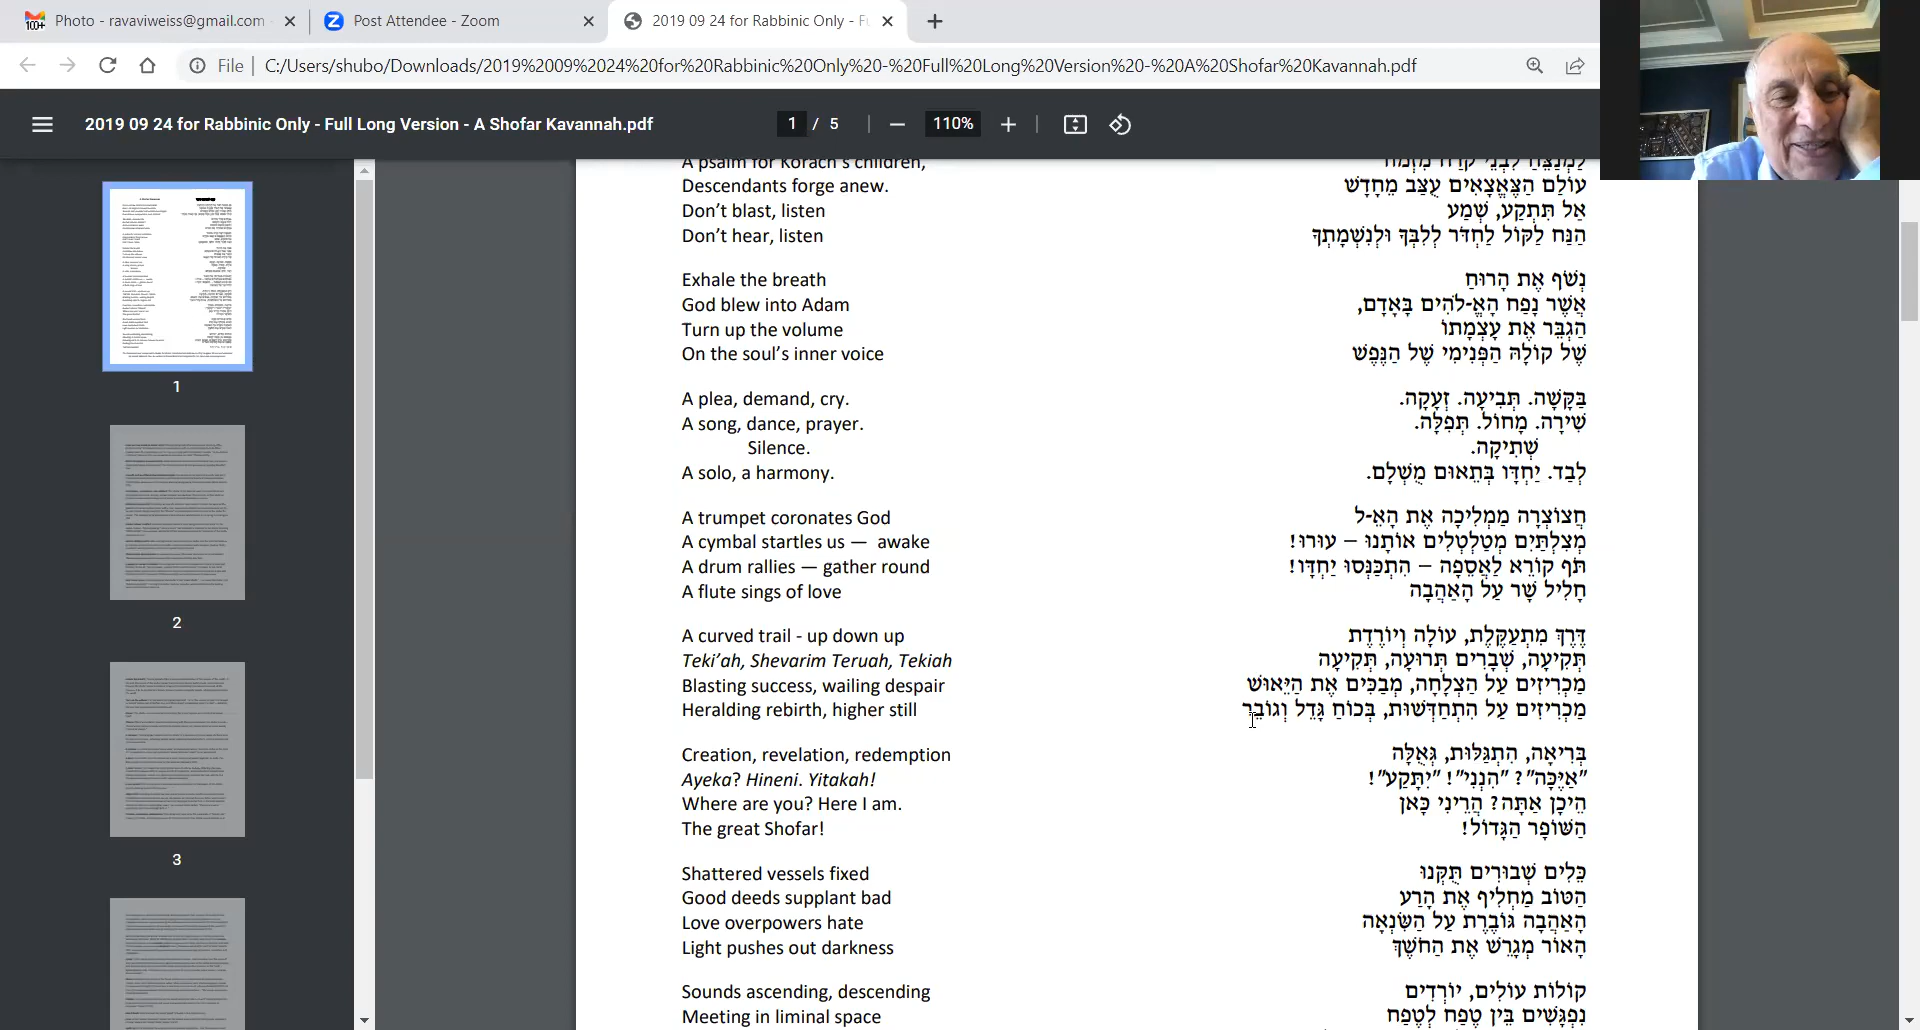 Photo - ravaviweiss@gmail.com
Post Attendee - Zoom
2019 09 24 for Rabbinic Only - F
File | C:/Users/shubo/Downloads/2019%2009%2024%20for%20Rabbinic%20Only%20-%20Full%20Long%20Version%20-%20A%20Shofar%20Kavannah.pdf
2019 09 24 for Rabbinic Only - Full Long Version - A Shofar Kavannah.pdf
1 / 5
110%
1
2
3
A psalm for Korach's children,
Descendants forge anew.
Don't blast, listen
Don't hear, listen
Exhale the breath
God blew into Adam
Turn up the volume
On the soul's inner voice
A plea, demand, cry.
A song, dance, prayer.
Silence.
A solo, a harmony.
A trumpet coronates God
A cymbal startles us — awake
A drum rallies — gather round
A flute sings of love
A curved trail - up down up
Teki'ah, Shevarim Teruah, Tekiah
Blasting success, wailing despair
Heralding rebirth, higher still
Creation, revelation, redemption
Ayeka? Hineni. Yitakah!
Where are you? Here I am.
The great Shofar!
Shattered vessels fixed
Good deeds supplant bad
Love overpowers hate
Light pushes out darkness
Sounds ascending, descending
Meeting in liminal space
לַמְנַצֵּחַ לִבְנֵי קֹרַח מִזְמוֹר
עוֹלַם הַצֶּאֱצָאִים עֻצַּב מֵחָדָשׁ
אַל תִּתְקַע, שְׁמַע
הַנַּח לַקּוֹל לַחְדֹּר לְלִבְּךָ וּלְנִשְׁמָתְךָ
נְשֹׁף אֶת הָרוּחַ
אֲשֶׁר נָפַח הָאֱ-לֹהִים בָּאָדָם,
הַגְבֵּר אֶת עָצְמָתוֹ
שֶׁל קוֹלָהּ הַפְּנִימִי שֶׁל הַנֶּפֶשׁ
בַּקָּשָׁה. תְּבִיעָה. זְעָקָה.
שִׁירָה. מָחוֹל. תְּפִלָּה.
שְׁתִיקָה.
לְבַד. יַחְדָּו בְּתֵאוּם מֻשְׁלָם.
חֲצוֹצְרָה מַמְלִיכָה אֶת הָאֵ-ל
מְצִלְתַּיִם מְטַלְטְלִים אוֹתָנוּ – עוּרוּ!
תֹּף קוֹרֵא לַאֲסֵפָה – הִתְכַּנְּסוּ יַחְדָּו!
חָלִיל שָׁר עַל הָאַהֲבָה
דֶּרֶךְ מִתְעַקֶּלֶת, עוֹלָה וְיוֹרֶדֶת
תְּקִיעָה, שְׁבָרִים תְּרוּעָה, תְּקִיעָה
מַכְרִיזִים עַל הַצְלָחָה, מְבַכִּים אֶת הַיֵּאוּשׁ
מַכְרִיזִים עַל הִתְחַדְּשׁוּת, בְּכוֹחַ גָּדֵל וְגוֹבֵר
בְּרִיאָה, הִתְגַּלּוּת, גְּאֻלָּה
"אַיֶּכָּה"? "הִנְנִי"! "יִתָּקַע"!
הֵיכָן אַתָּה? הֲרֵינִי כָּאן
הַשּׁוֹפָר הַגָּדוֹל!
כֵּלִים שְׁבוּרִים תֻּקְּנוּ
הַטּוֹב מַחְלִיף אֶת הָרַע
הָאַהֲבָה גּוֹבֶרֶת עַל הַשִּׂנְאָה
הָאוֹר מְגָרֵשׁ אֶת הַחֹשֶׁךְ
קוֹלוֹת עוֹלִים, יוֹרְדִים
נִפְגָּשִׁים בֵּין טֶפַח לְטֶפַח